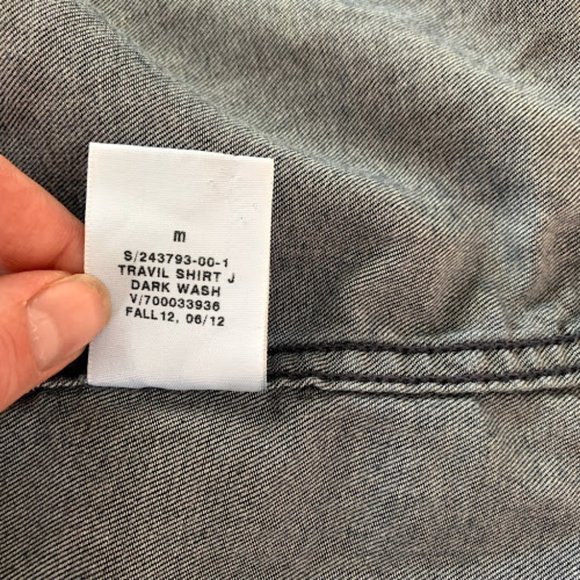 m
S/243793-00-1
TRAVIL SHIRT J
DARK WASH
V/700033936
FALL12, 06/12